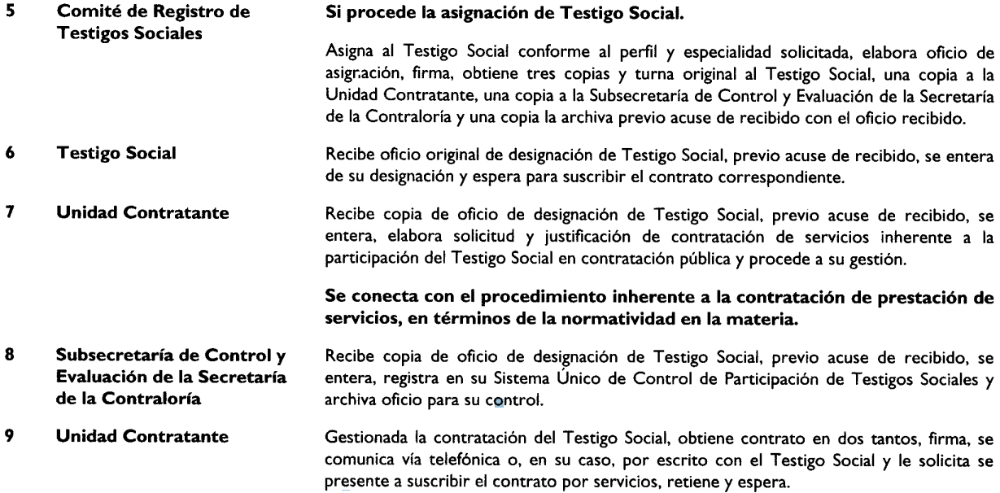 5 Comité de Registro de Testigos Sociales
Si procede la asignación de Testigo Social.
Asigna al Testigo Social conforme al perfil y especialidad solicitada, elabora oficio de
asigración, firma, obtiene tres copias y turna original al Testigo Social, una copia a la
Unidad Contratante, una copia a la Subsecretaría de Control y Evaluación de la Secretaría
de la Contraloría y una copia la archiva previo acuse de recibido con el oficio recibido.
6 Testigo Social
Recibe oficio original de designación de Testigo Social, previo acuse de recibido, se entera
de su designación y espera para suscribir el contrato correspondiente.
7 Unidad Contratante
Recibe copia de oficio de designación de Testigo Social, previo acuse de recibido, se
entera, elabora solicitud y justificación de contratación de servicios inherente a la
participación del Testigo Social en contratación pública y procede a su gestión.
Se conecta con el procedimiento inherente a la contratación de prestación de
servicios, en términos de la normatividad en la materia.
8 Subsecretaría de Control y
Evaluación de la Secretaría
de la Contraloría
Recibe copia de oficio de designación de Testigo Social, previo acuse de recibido, se
entera, registra en su Sistema Único de Control de Participación de Testigos Sociales y
archiva oficio para su control.
9 Unidad Contratante
Gestionada la contratación del Testigo Social, obtiene contrato en dos tantos, firma, se
comunica vía telefónica o, en su caso, por escrito con el Testigo Social y le solicita se
presente a suscribir el contrato por servicios, retiene y espera.